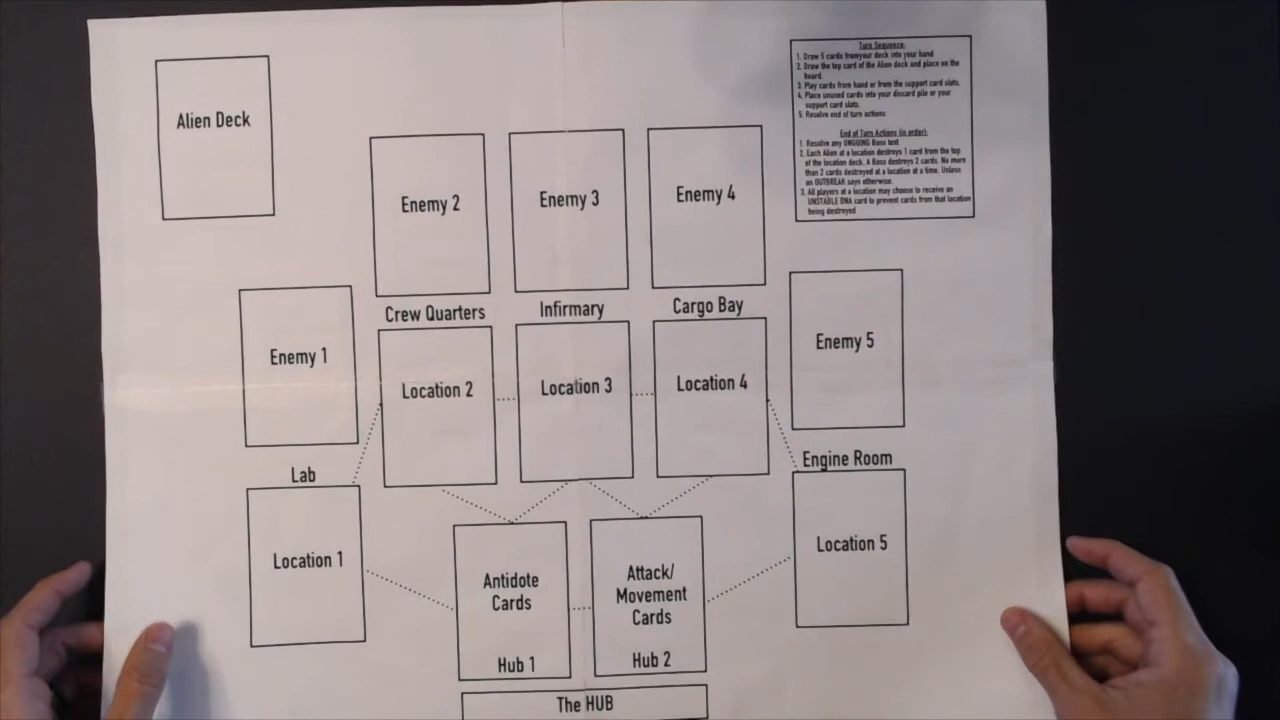 Alien Deck
Turn Sequence:
1. Draw 5 cards fromyour deck into your hand
2. Draw the top card of the Alien deck and place on the
board.
3. Play cards from hand or from the support card slots.
4. Place unused cards into your discard pile or your
support card slots.
5. Resolve end of turn actions
End of Turn Actions (in order):
1. Resolve any ONGOING Boss text
2. Each Alien at a location destroys 1 card from the top
of the location deck. A Boss destroys 2 cards. No more
than 2 cards destroyed at a location at a time, Unless
an OUTBREAK says otherwise.
3. All players at a location may choose to receive an
UNSTABLE DNA card to prevent cards from that location
being destroyed
Enemy 2
Enemy 3
Enemy 4
Crew Quarters
Infirmary
Cargo Bay
Enemy 1
Enemy 5
Location 2
Location 3
Location 4
Lab
Engine Room
Location 1
Location 5
Antidote
Cards
Hub 1
Attack/
Movement
Cards
Hub 2
The HUB